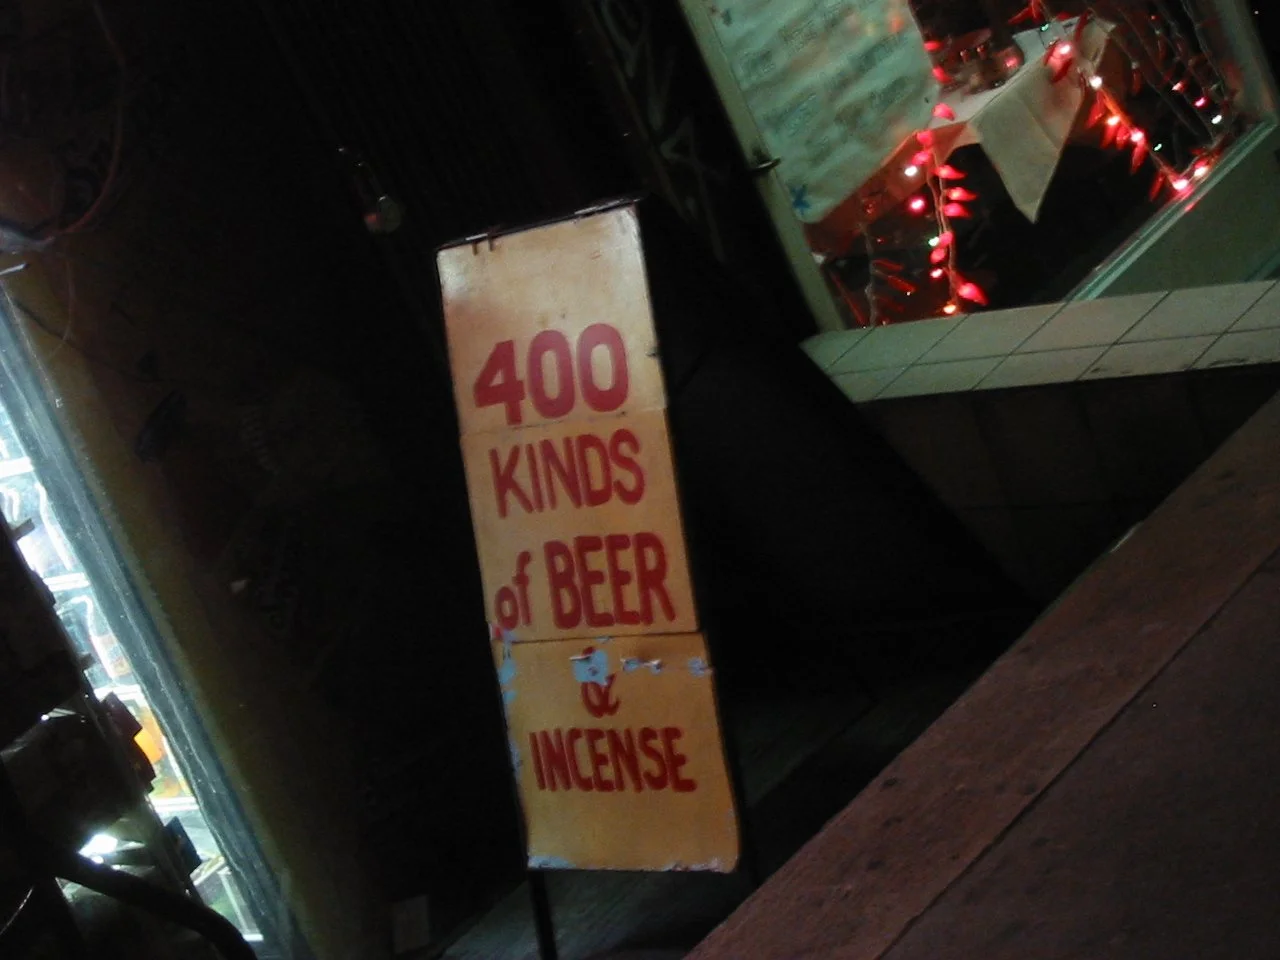 400
KINDS
of BEER
&
INCENSE